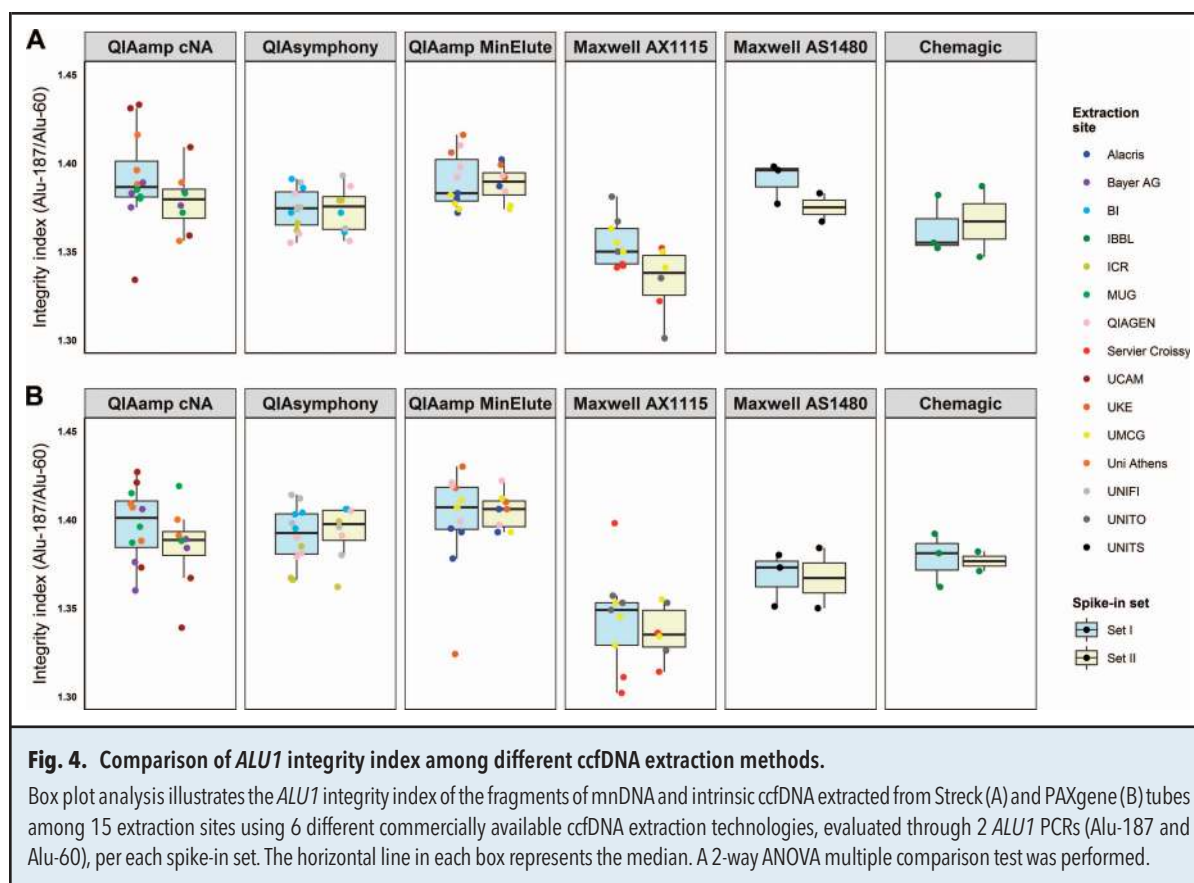 A
QIAamp cNA
QIAsymphony
QIAamp MinElute
Maxwell AX1115
Maxwell AS1480
Chemagic
Integrity index (Alu-187/Alu-60)
1.45
1.40
1.35
1.30
B
QIAamp cNA
QIAsymphony
QIAamp MinElute
Maxwell AX1115
Maxwell AS1480
Chemagic
Integrity index (Alu-187/Alu-60)
1.45
1.40
1.35
1.30
Extraction
site
Alacris
Bayer AG
BI
IBBL
ICR
MUG
QIAGEN
Servier Croissy
UCAM
UKE
UMCG
Uni Athens
UNIFI
UNITO
UNITS
Spike-in set
Set I
Set II
Fig. 4. Comparison of ALU1 integrity index among different ccfDNA extraction methods.
Box plot analysis illustrates the ALU1 integrity index of the fragments of mnDNA and intrinsic ccfDNA extracted from Streck (A) and PAXgene (B) tubes
among 15 extraction sites using 6 different commercially available ccfDNA extraction technologies, evaluated through 2 ALU1 PCRs (Alu-187 and
Alu-60), per each spike-in set. The horizontal line in each box represents the median. A 2-way ANOVA multiple comparison test was performed.